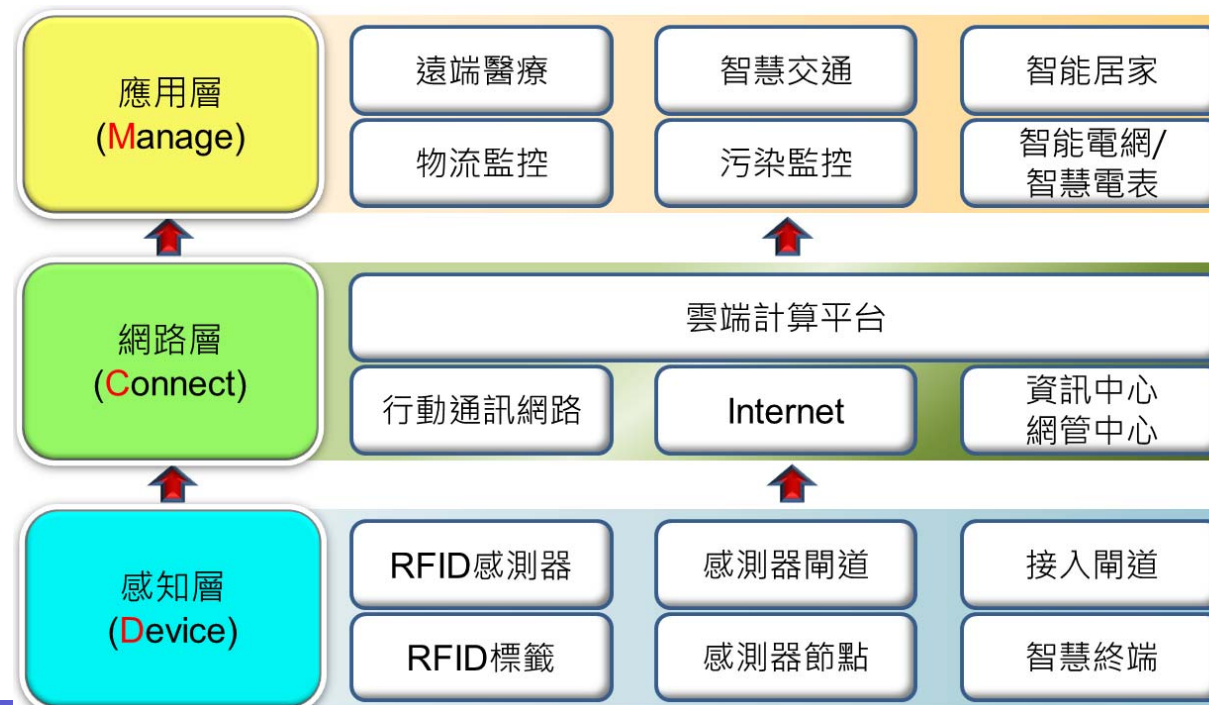 應用層
(Manage)
遠端醫療
智慧交通
智能居家
物流監控
污染監控
智能電網/
智慧電表
網路層
(Connect)
雲端計算平台
行動通訊網路
Internet
資訊中心
網管中心
感知層
(Device)
RFID感測器
感測器閘道
接入閘道
RFID標籤
感測器節點
智慧終端